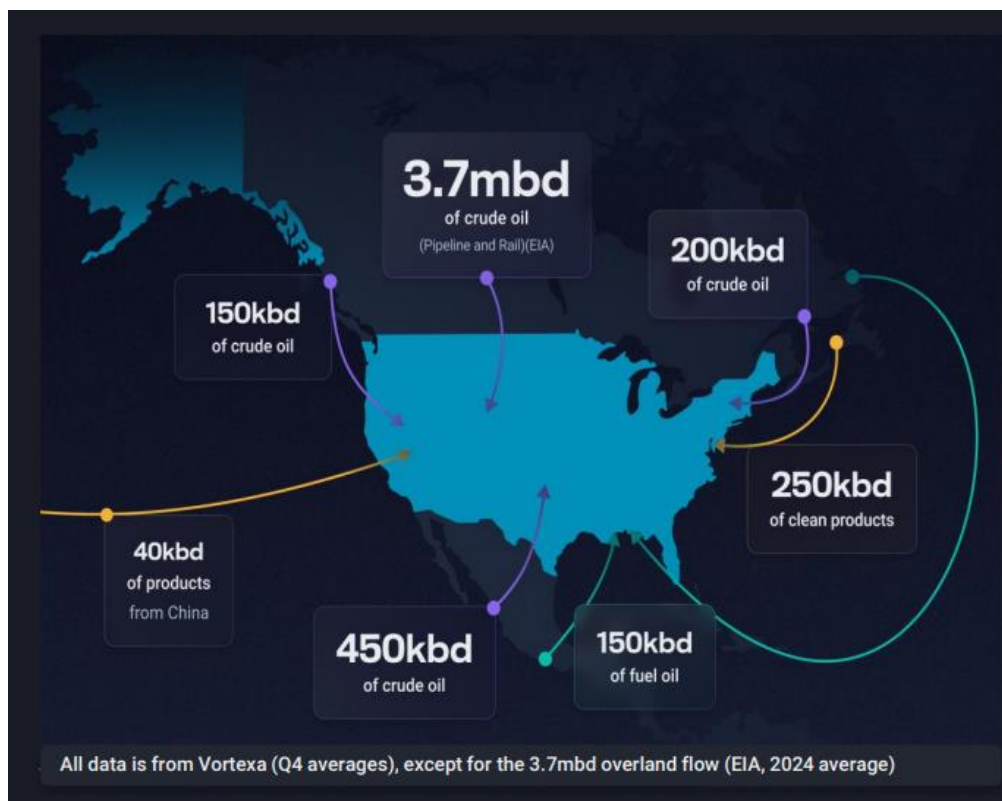 3.7mbd
of crude oil
(Pipeline and Rail)(EIA)
200kbd
of crude oil
150kbd
of crude oil
250kbd
of clean products
40kbd
of products
from China
450kbd
of crude oil
150kbd
of fuel oil
All data is from Vortexa (Q4 averages), except for the 3.7mbd overland flow (EIA, 2024 average)